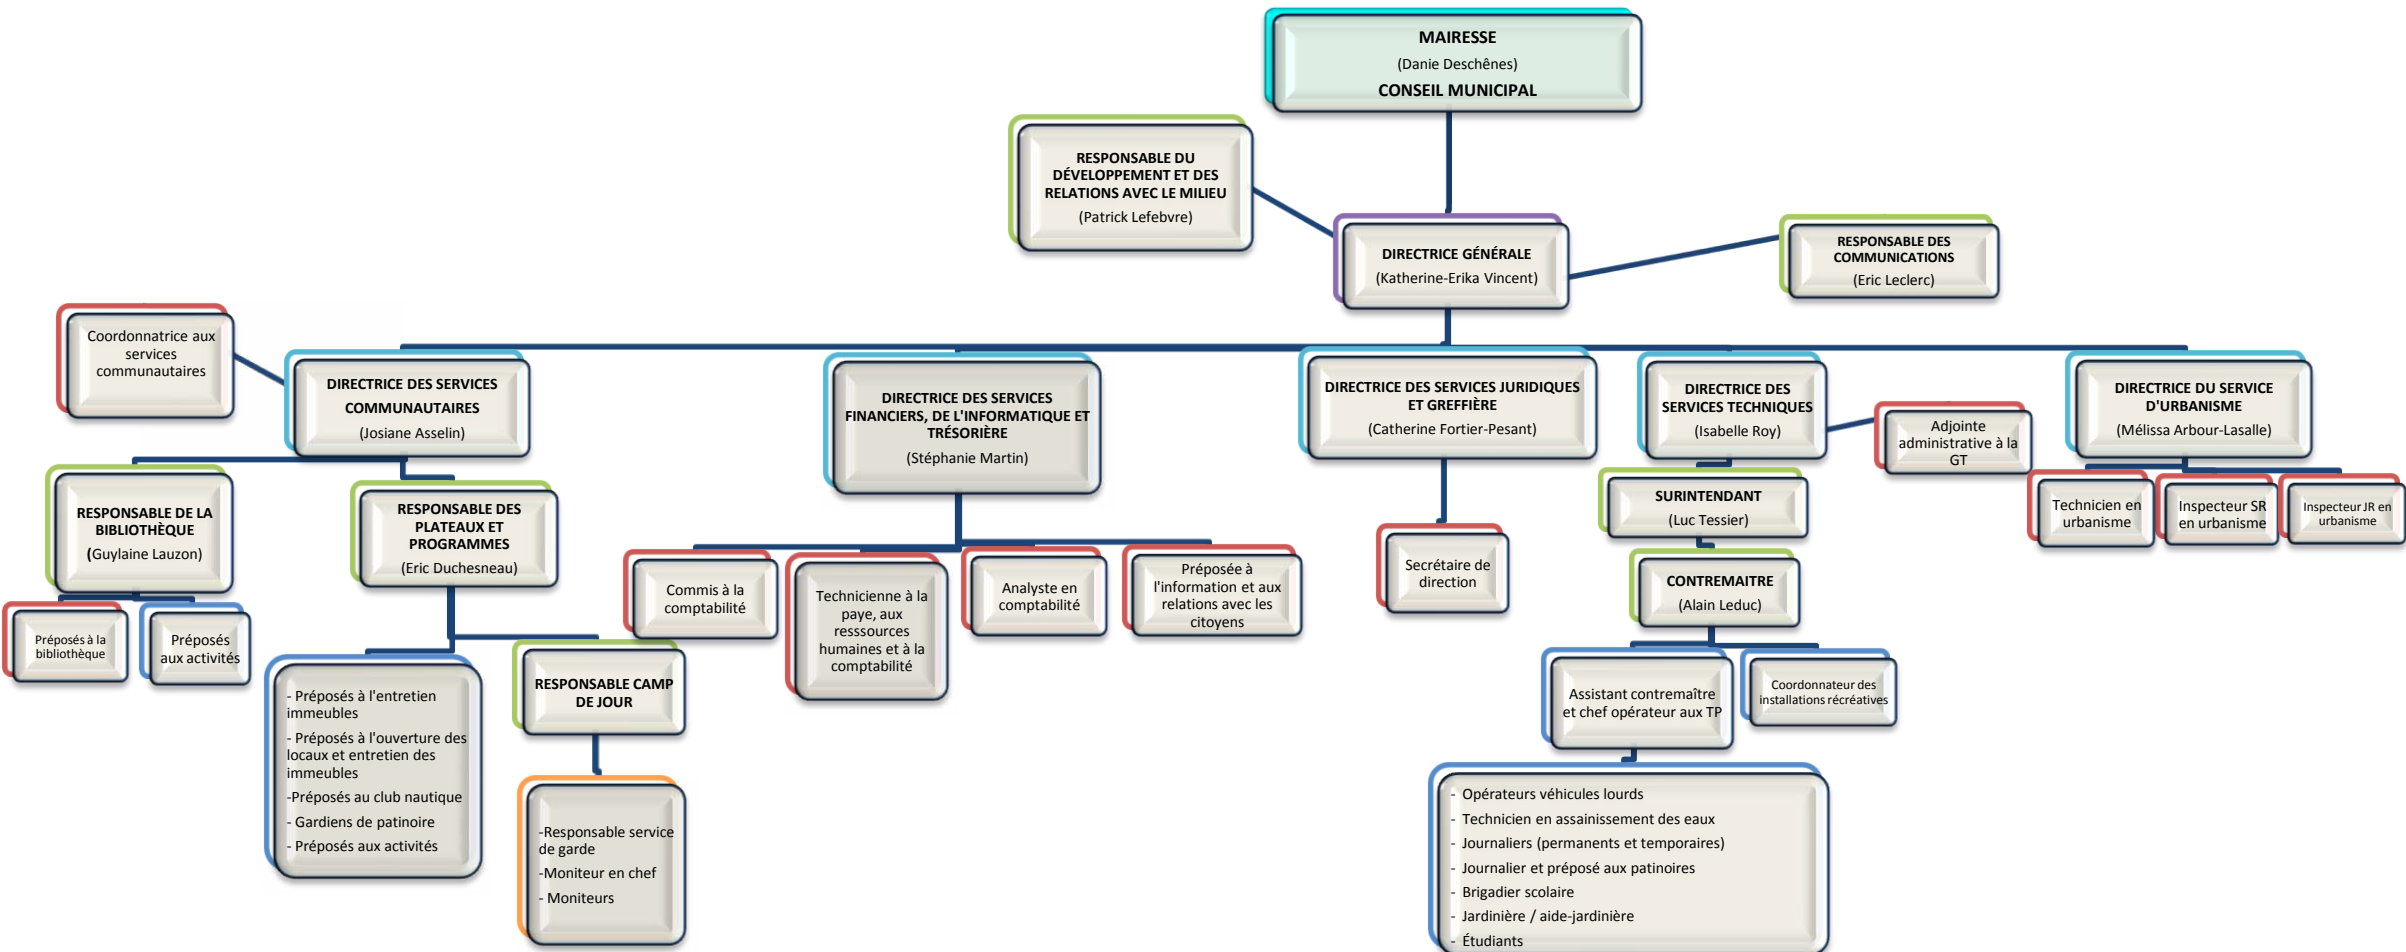 MAIRESSE
(Danie Deschênes)
CONSEIL MUNICIPAL
RESPONSABLE DU
DÉVELOPPEMENT ET DES
RELATIONS AVEC LE MILIEU
(Patrick Lefebvre)
DIRECTRICE GÉNÉRALE
(Katherine-Erika Vincent)
RESPONSABLE DES
COMMUNICATIONS
(Eric Leclerc)
Coordonnatrice aux
services
communautaires
DIRECTRICE DES SERVICES
COMMUNAUTAIRES
(Josiane Asselin)
DIRECTRICE DES SERVICES
FINANCIERS, DE L'INFORMATIQUE ET
TRÉSORIÈRE
(Stéphanie Martin)
DIRECTRICE DES SERVICES JURIDIQUES
ET GREFFIÈRE
(Catherine Fortier-Pesant)
DIRECTRICE DES
SERVICES TECHNIQUES
(Isabelle Roy)
Adjointe
administrative à la
GT
DIRECTRICE DU SERVICE
D'URBANISME
(Mélissa Arbour-Lasalle)
RESPONSABLE DE LA
BIBLIOTHÈQUE
(Guylaine Lauzon)
RESPONSABLE DES
PLATEAUX ET
PROGRAMMES
(Eric Duchesneau)
SURINTENDANT
(Luc Tessier)
Technicien en
urbanisme
Inspecteur SR
en urbanisme
Inspecteur JR en
urbanisme
Commis à la
comptabilité
Technicienne à la
paye, aux
resssources
humaines et à la
comptabilité
Analyste en
comptabilité
Préposée à
l'information et aux
relations avec les
citoyens
Secrétaire de
direction
CONTREMAITRE
(Alain Leduc)
Préposés à la
bibliothèque
Préposés
aux activités
- Préposés à l'entretien
immeubles
- Préposés à l'ouverture des
locaux et entretien des
immeubles
-Préposés au club nautique
- Gardiens de patinoire
- Préposés aux activités
RESPONSABLE CAMP
DE JOUR
-Responsable service
de garde
-Moniteur en chef
- Moniteurs
Assistant contremaître
et chef opérateur aux TP
Coordonnateur des
installations récréatives
- Opérateurs véhicules lourds
- Technicien en assainissement des eaux
- Journaliers (permanents et temporaires)
- Journalier et préposé aux patinoires
- Brigadier scolaire
- Jardinière / aide-jardinière
- Étudiants